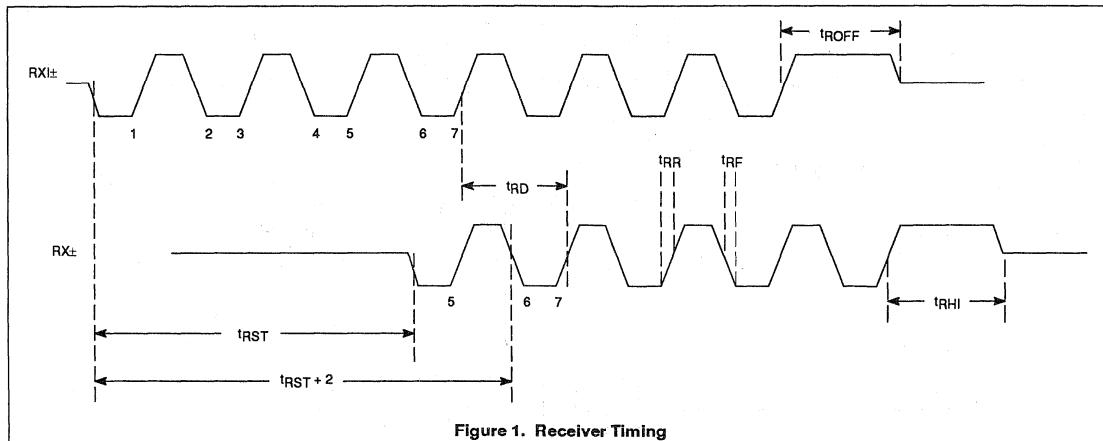 tROFF
RXI±
1 2 3 4 5 6 7
tRR tRF
tRD
RX±
5 6 7
tRHI
tRST
tRST + 2
Figure 1. Receiver Timing